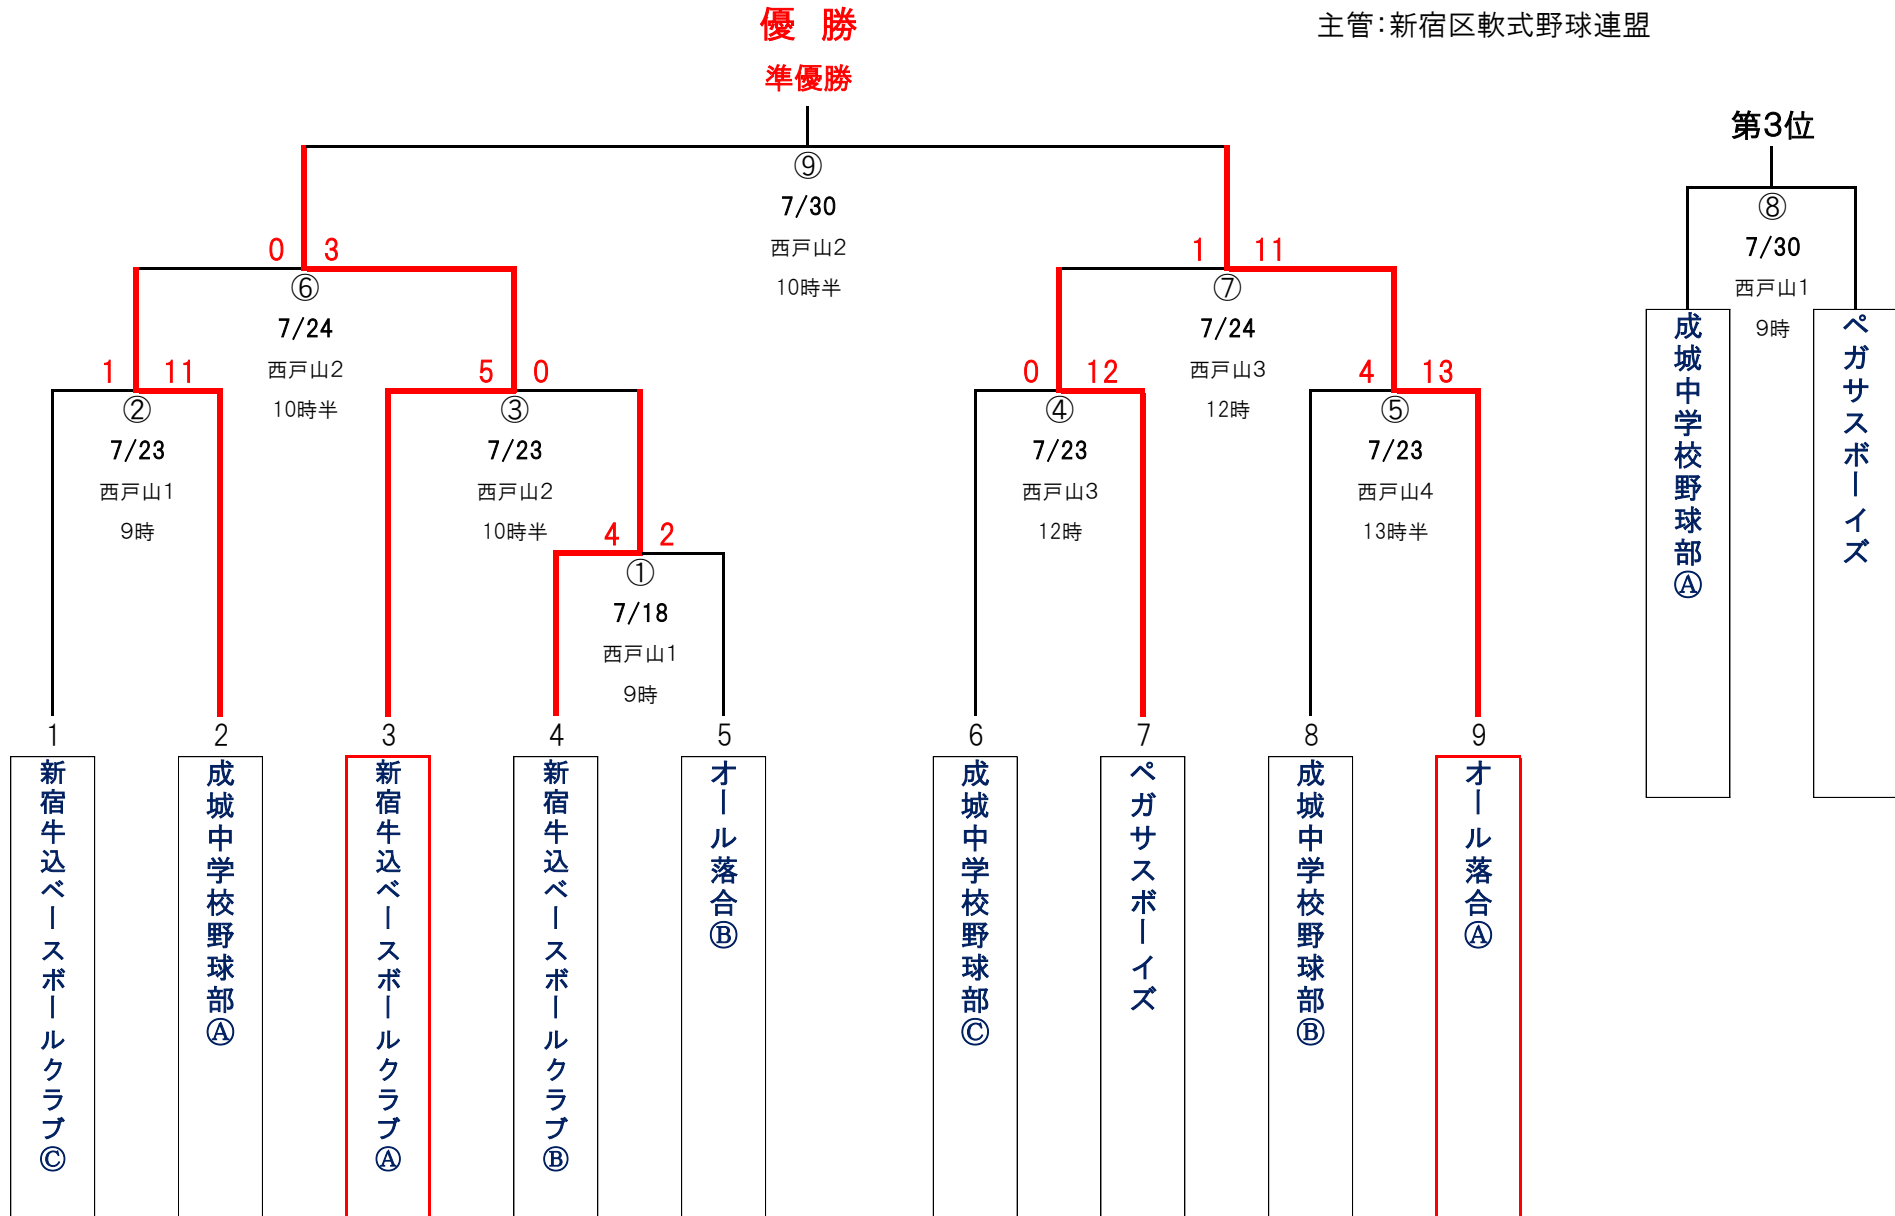 優 勝
主管:新宿区軟式野球連盟
準優勝
第3位
⑨
7/30
西戸山2
10時半
⑧
7/30
西戸山1
9時
0 3
⑥
7/24
西戸山2
10時半
1 11
⑦
7/24
西戸山3
12時
1 11
②
7/23
西戸山1
9時
5 0
③
7/23
西戸山2
10時半
0 12
④
7/23
西戸山3
12時
4 13
⑤
7/23
西戸山4
13時半
4 2
①
7/18
西戸山1
9時
成城中学校野球部Ⓐ
ペガサスボーイズ
1
新宿牛込ベースボールクラブⒸ
2
成城中学校野球部Ⓐ
3
新宿牛込ベースボールクラブⒶ
4
新宿牛込ベースボールクラブⒷ
5
オール落合Ⓑ
6
成城中学校野球部Ⓒ
7
ペガサスボーイズ
8
成城中学校野球部Ⓑ
9
オール落合Ⓐ